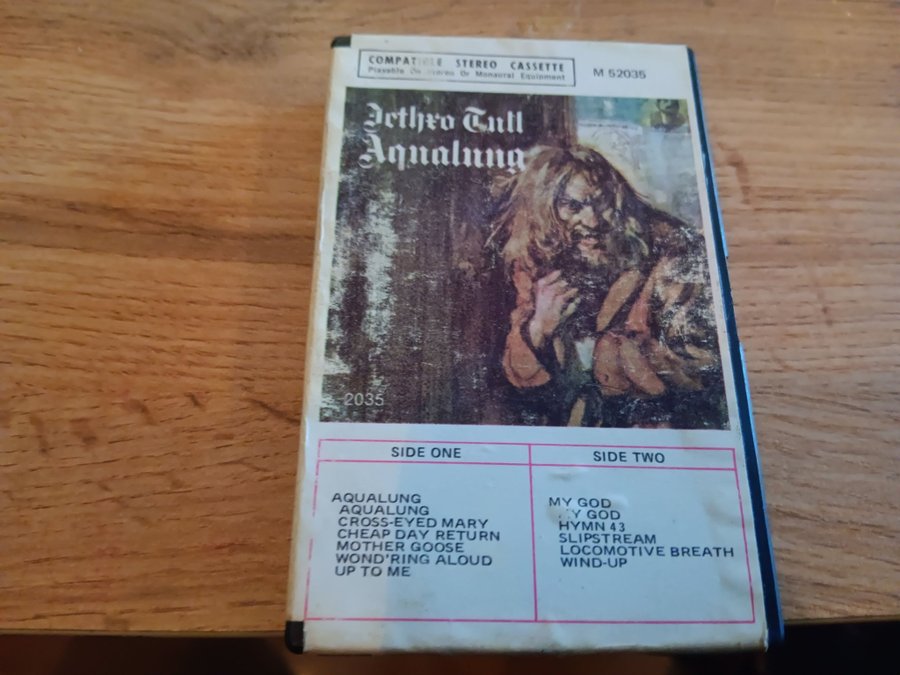 COMPATIBLE STEREO CASSETTE
Playable On Stereo Or Monaural Equipment
M 52035
Jethro Tull
Aqualung
2035
SIDE ONE
AQUALUNG
AQUALUNG
CROSS-EYED MARY
CHEAP DAY RETURN
MOTHER GOOSE
WOND'RING ALOUD
UP TO ME
SIDE TWO
MY GOD
MY GOD
HYMN 43
SLIPSTREAM
LOCOMOTIVE BREATH
WIND-UP